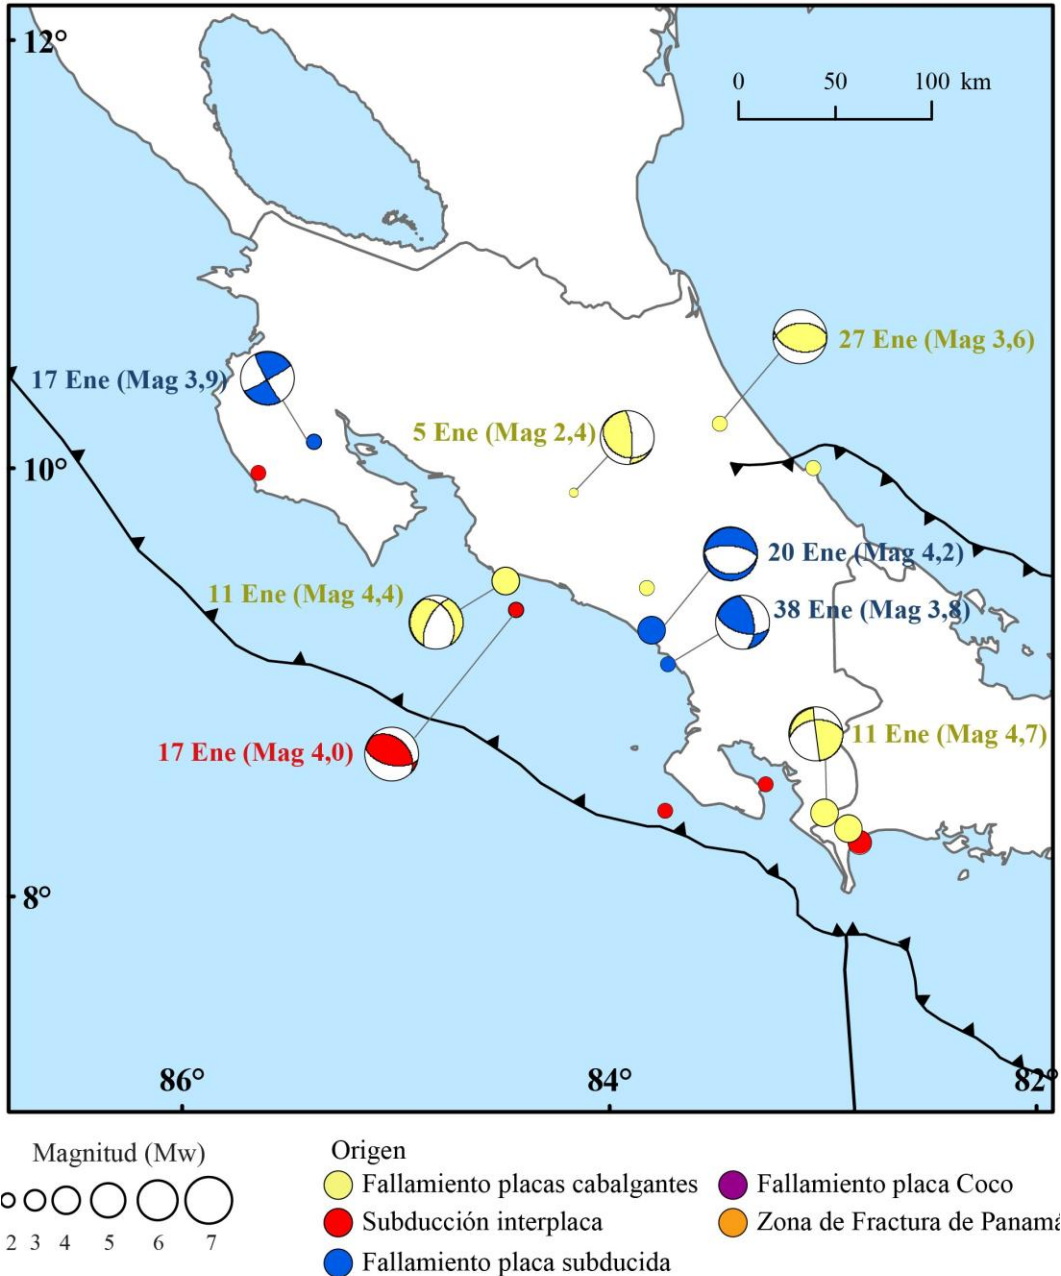 12°
0 50 100 km
27 Ene (Mag 3,6)
17 Ene (Mag 3,9)
5 Ene (Mag 2,4)
10°
20 Ene (Mag 4,2)
11 Ene (Mag 4,4)
38 Ene (Mag 3,8)
11 Ene (Mag 4,7)
17 Ene (Mag 4,0)
8°
86° 84° 82°
Magnitud (Mw)
2 3 4 5 6 7
Origen
Fallamiento placas cabalgantes
Subducción interplaca
Fallamiento placa subducida
Fallamiento placa Coco
Zona de Fractura de Panamá